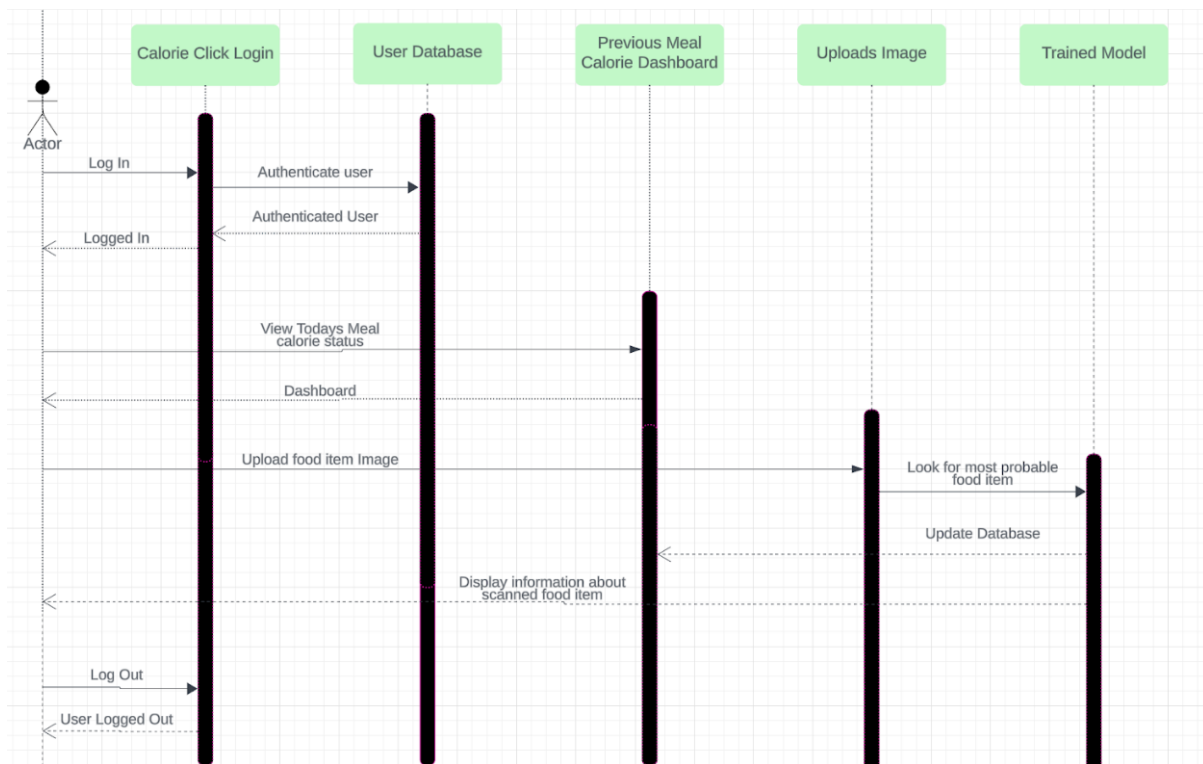 Calorie Click Login
User Database
Previous Meal
Calorie Dashboard
Uploads Image
Trained Model
Actor
Log In
Authenticate user
Authenticated User
Logged In
View Todays Meal
calorie status
Dashboard
Upload food item Image
Look for most probable
food item
Update Database
Display information about
scanned food item
Log Out
User Logged Out